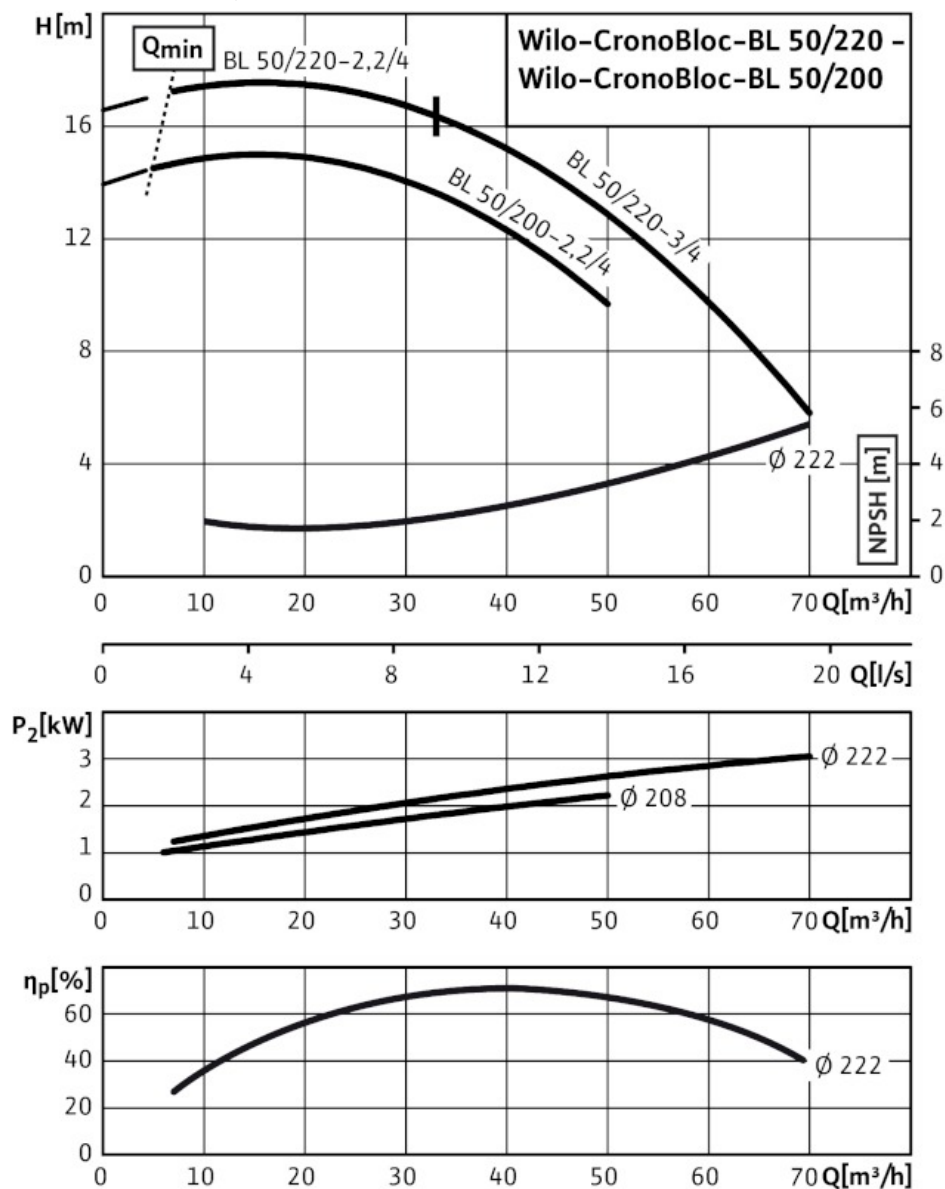 H[m]
Qmin
BL 50/220-2,2/4
Wilo-CronoBloc-BL 50/220 -
Wilo-CronoBloc-BL 50/200
16
BL 50/220-3/4
BL 50/200-2,2/4
12
8 8
6
4 Ø 222 4
NPSH [m]
2
0 0
0 10 20 30 40 50 60 70 Q[m³/h]
0 4 8 12 16 20 Q[l/s]
P₂[kW]
3 Ø 222
2 Ø 208
1
0
0 10 20 30 40 50 60 70 Q[m³/h]
ηp[%]
60
40 Ø 222
20
0
0 10 20 30 40 50 60 70 Q[m³/h]